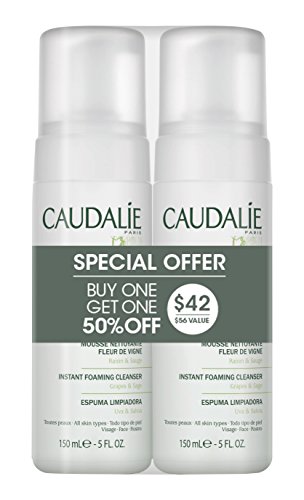 CAUDALIE
PARIS
CAUDALIE
PARIS
SPECIAL OFFER
BUY ONE
GET ONE
50%OFF
$42
$56 VALUE
MOUSSE NETTOYANTE
FLEUR DE VIGNE
Raisin & Sauge
INSTANT FOAMING CLEANSER
Grapes & Sage
ESPUMA LIMPIADORA
Uva & Salvia
Toutes peaux · All skin types · Todo tipo de piel
Visage · Face · Rostro
150 mL℮ - 5 FL. OZ.
MOUSSE NETTOYANTE
FLEUR DE VIGNE
Raisin & Sauge
INSTANT FOAMING CLEANSER
Grapes & Sage
ESPUMA LIMPIADORA
Uva & Salvia
Toutes peaux · All skin types · Todo tipo de piel
Visage · Face · Rostro
150 mL℮ - 5 FL. OZ.